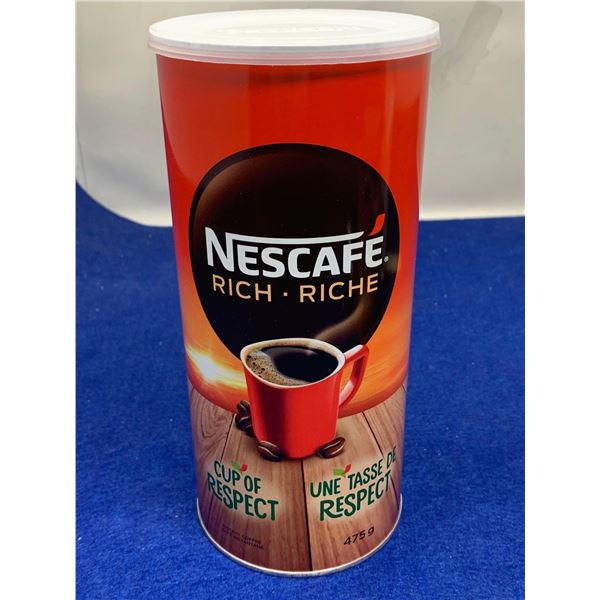 NESCAFÉ
RICH · RICHE
CUP OF
RESPECT
UNE TASSE DE
RESPECT
475 g